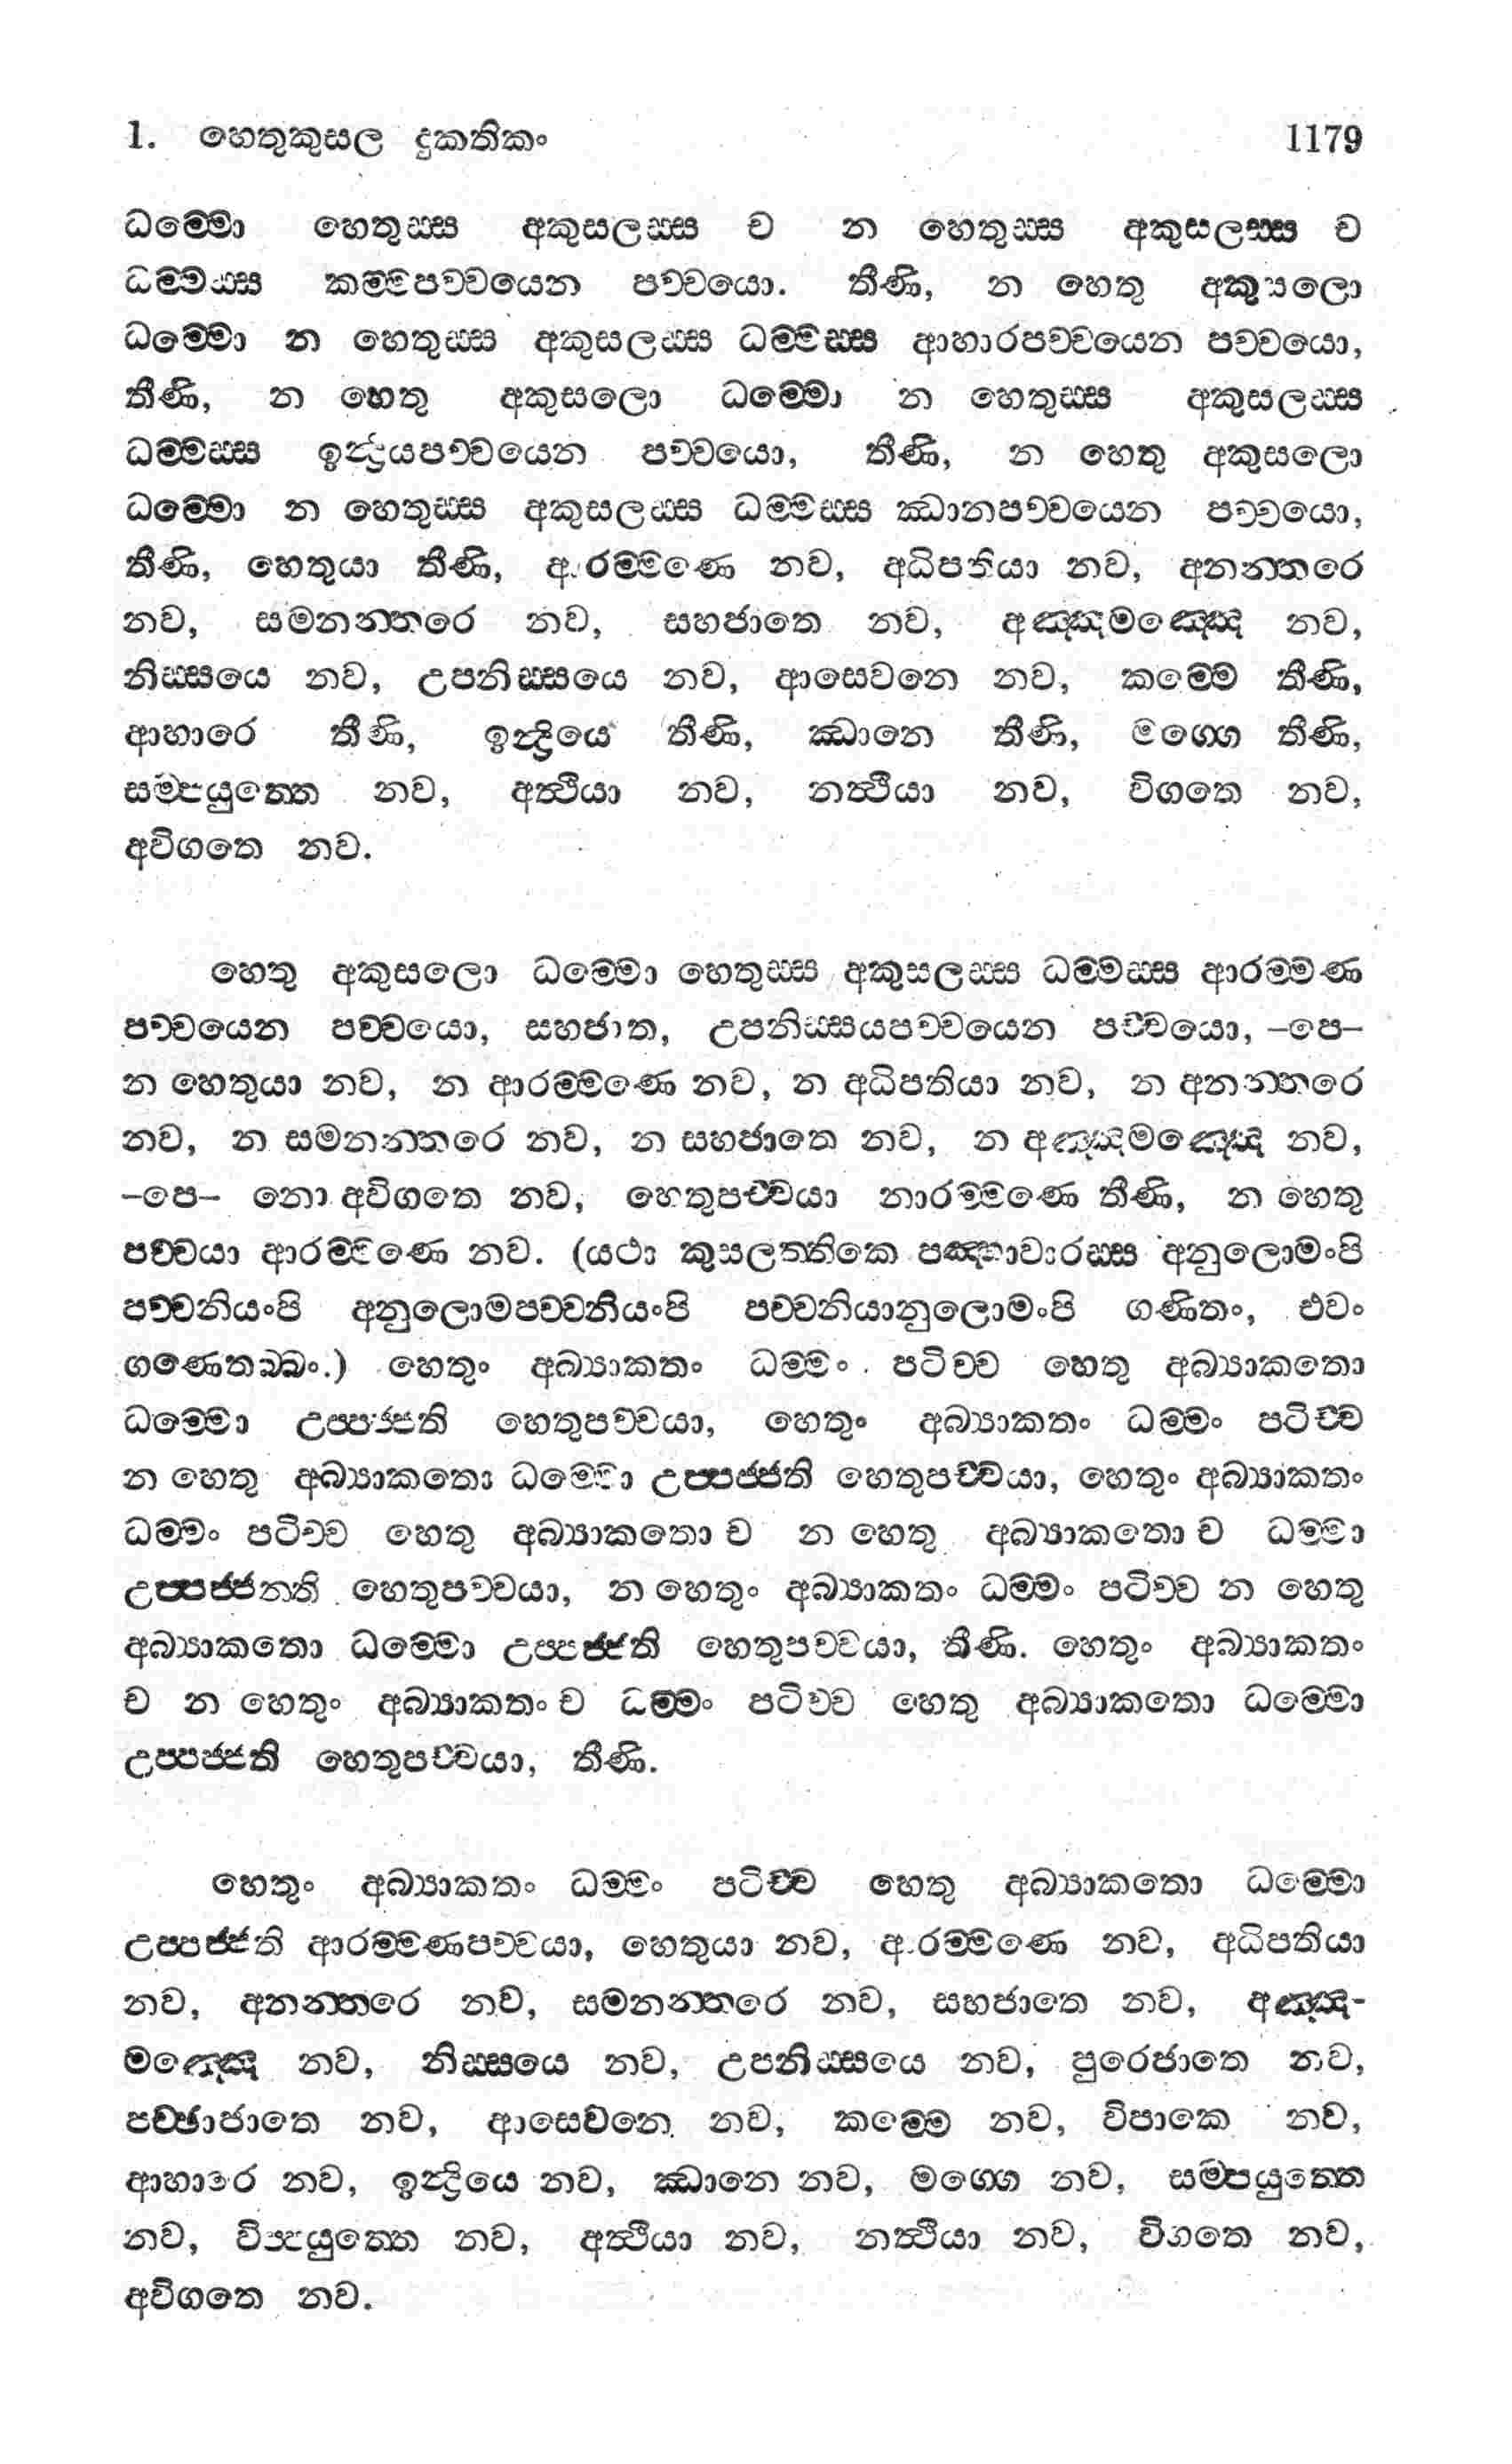 1. හෙතුකුසල දුකතිකං 1179
ධම්මො හෙතුස්ස අකුසලස්ස ච න හෙතුස්ස අකුසලස්ස ච
ධම්මස්ස කම්මපච්චයෙන පච්චයො. තීණි, න හෙතු අකුසලො
ධම්මො න හෙතුස්ස අකුසලස්ස ධම්මස්ස ආහාරපච්චයෙන පච්චයො,
තීණි, න හෙතු අකුසලො ධම්මො න හෙතුස්ස අකුසලස්ස
ධම්මස්ස ඉන්ද්‍රයපච්චයෙන පච්චයො, තීණි, න හෙතු අකුසලො
ධම්මො න හෙතුස්ස අකුසලස්ස ධම්මස්ස ඣානපච්චයෙන පච්චයො,
තීණි, හෙතුයා තීණි, ආරම්මණෙ නව, අධිපතියා නව, අනන්තරෙ
නව, සමනන්තරෙ නව, සහජාතෙ නව, අඤ්ඤමඤ්ඤෙ නව,
නිස්සයෙ නව, උපනිස්සයෙ නව, ආසෙවනෙ නව, කම්මෙ තීණි,
ආහාරෙ තීණි, ඉන්ද්‍රියෙ තීණි, ඣානෙ තීණි, මග්ගෙ තීණි,
සම්පයුත්තෙ නව, අත්ථියා නව, නත්ථියා නව, විගතෙ නව,
අවිගතෙ නව.
හෙතු අකුසලො ධම්මො හෙතුස්ස අකුසලස්ස ධම්මස්ස ආරම්මණ
පච්චයෙන පච්චයො, සහජාත, උපනිස්සයපච්චයෙන පච්චයො, –පෙ–
න හෙතුයා නව, න ආරම්මණෙ නව, න අධිපතියා නව, න අනන්තරෙ
නව, න සමනන්තරෙ නව, න සහජාතෙ නව, න අඤ්ඤමඤ්ඤෙ නව,
–පෙ– නො අවිගතෙ නව, හෙතුපච්චයා නාරම්මණෙ තීණි, න හෙතු
පච්චයා ආරම්මණෙ නව. (යථා කුසලත්තිකෙ පඤ්හාවාරස්ස අනුලොමංපි
පච්චනියංපි අනුලොමපච්චනියංපි පච්චනියානුලොමංපි ගණිතං, එවං
ගණෙතබ්බං.) හෙතුං අබ්‍යාකතං ධම්මං පටිච්ච හෙතු අබ්‍යාකතො
ධම්මො උප්පජ්ජති හෙතුපච්චයා, හෙතුං අබ්‍යාකතං ධම්මං පටිච්ච
න හෙතු අබ්‍යාකතො ධම්මො උප්පජ්ජති හෙතුපච්චයා, හෙතුං අබ්‍යාකතං
ධම්මං පටිච්ච හෙතු අබ්‍යාකතො ච න හෙතු අබ්‍යාකතො ච ධම්මා
උප්පජ්ජන්ති හෙතුපච්චයා, න හෙතුං අබ්‍යාකතං ධම්මං පටිච්ච න හෙතු
අබ්‍යාකතො ධම්මො උප්පජ්ජති හෙතුපච්චයා, තීණි. හෙතුං අබ්‍යාකතං
ච න හෙතුං අබ්‍යාකතං ච ධම්මං පටිච්ච හෙතු අබ්‍යාකතො ධම්මො
උප්පජ්ජති හෙතුපච්චයා, තීණි.
හෙතුං අබ්‍යාකතං ධම්මං පටිච්ච හෙතු අබ්‍යාකතො ධම්මො
උප්පජ්ජති ආරම්මණපච්චයා, හෙතුයා නව, ආරම්මණෙ නව, අධිපතියා
නව, අනන්තරෙ නව, සමනන්තරෙ නව, සහජාතෙ නව, අඤ්ඤ-
මඤ්ඤෙ නව, නිස්සයෙ නව, උපනිස්සයෙ නව, පුරෙජාතෙ නව,
පච්ඡාජාතෙ නව, ආසෙවනෙ නව, කම්මෙ නව, විපාකෙ නව,
ආහාරෙ නව, ඉන්ද්‍රියෙ නව, ඣානෙ නව, මග්ගෙ නව, සම්පයුත්තෙ
නව, විප්පයුත්තෙ නව, අත්ථියා නව, නත්ථියා නව, විගතෙ නව,
අවිගතෙ නව.